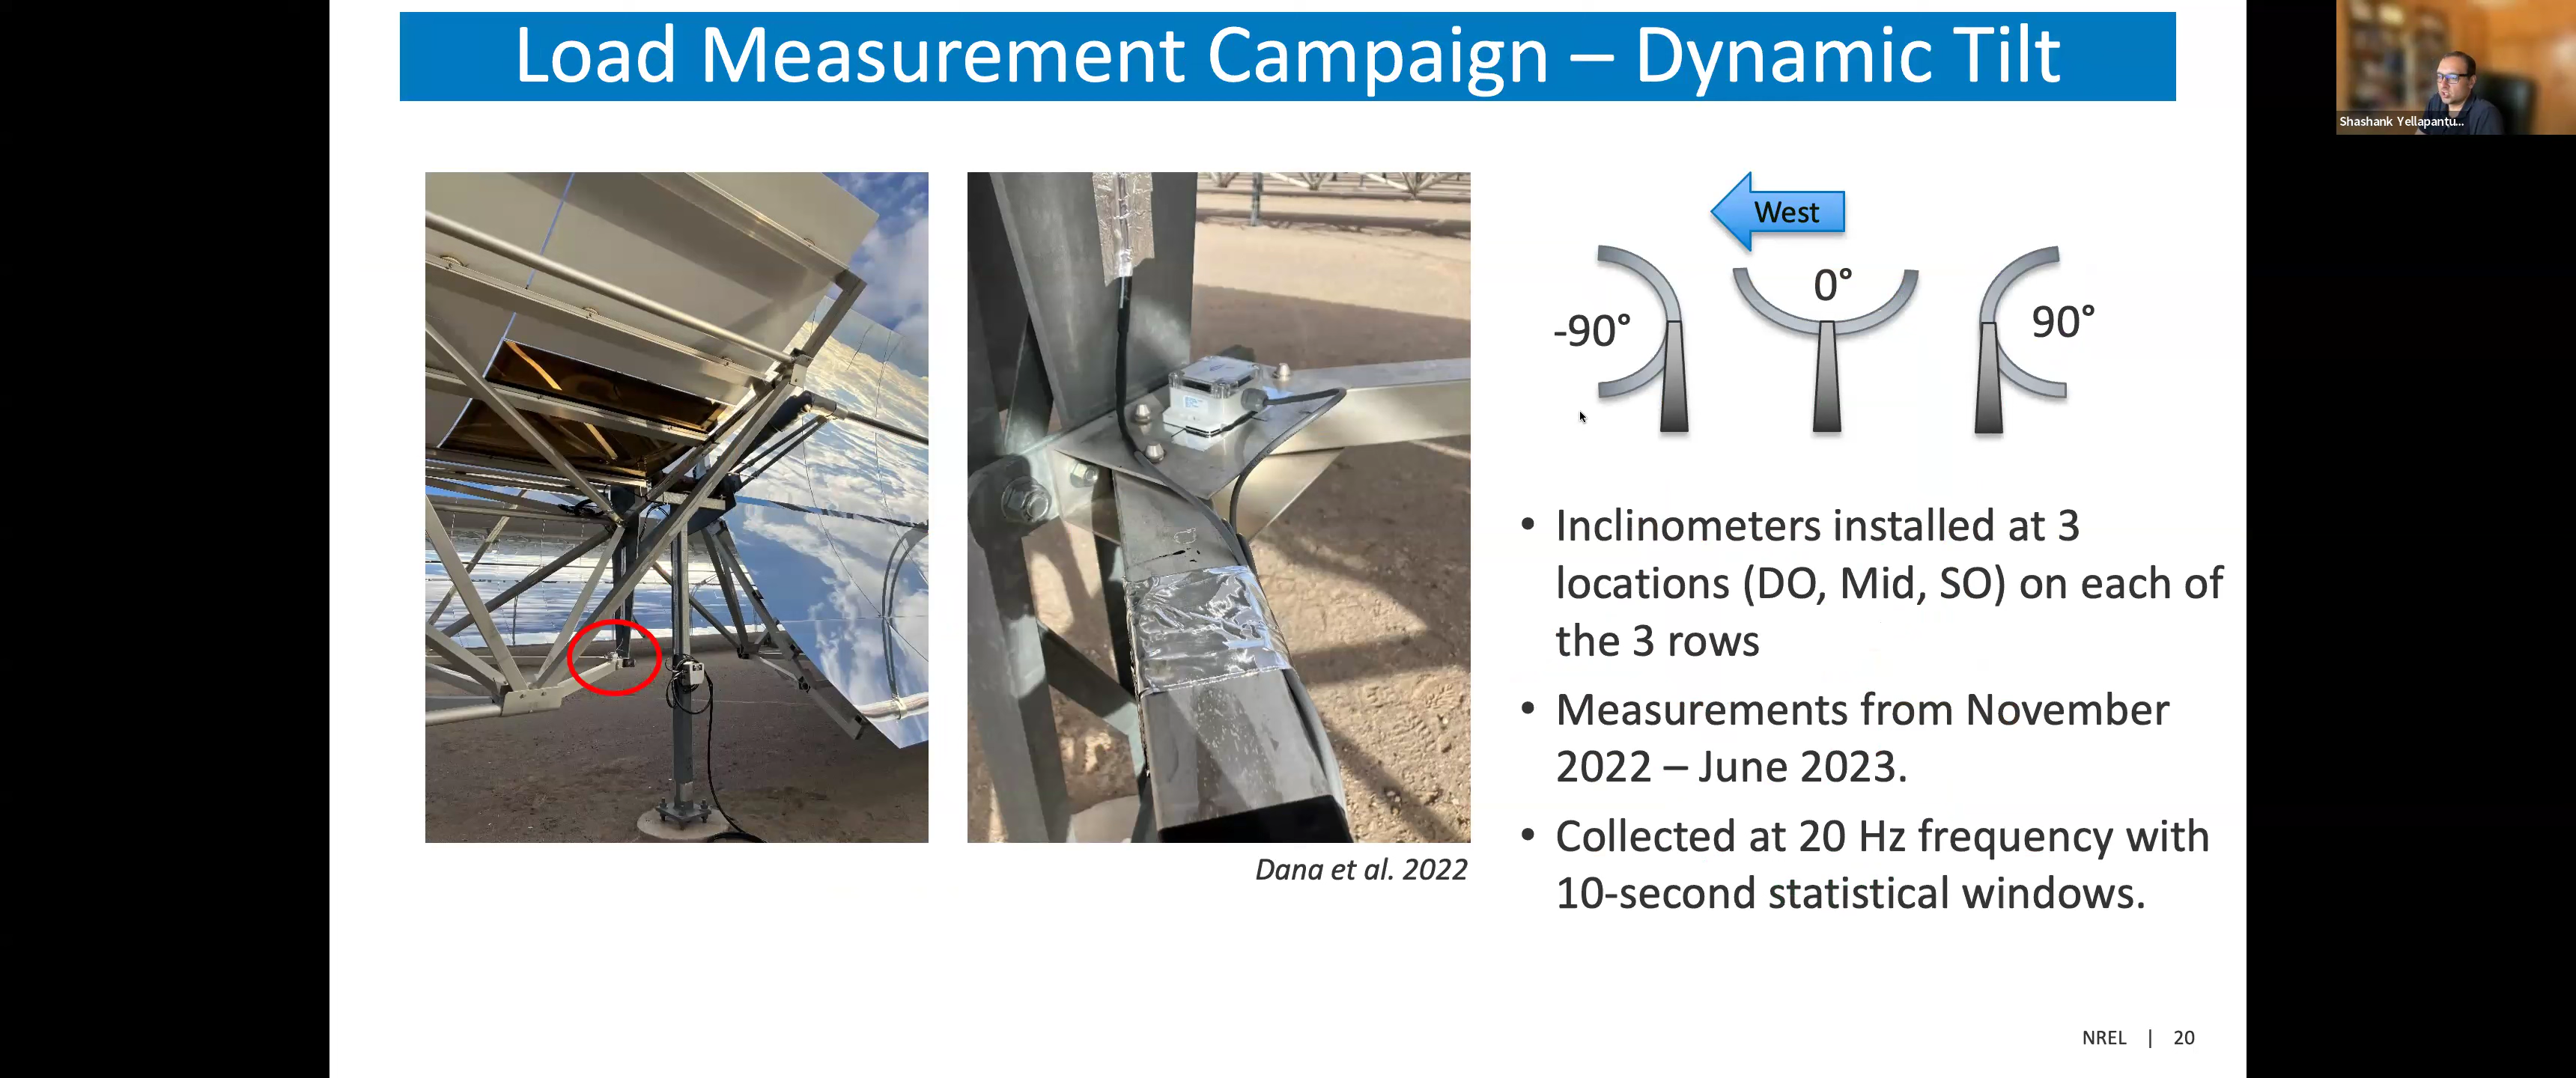 Load Measurement Campaign – Dynamic Tilt
Shashank Yellapantu...
West
-90°
0°
90°
• Inclinometers installed at 3
locations (DO, Mid, SO) on each of
the 3 rows
• Measurements from November
2022 – June 2023.
• Collected at 20 Hz frequency with
10-second statistical windows.
Dana et al. 2022
NREL | 20